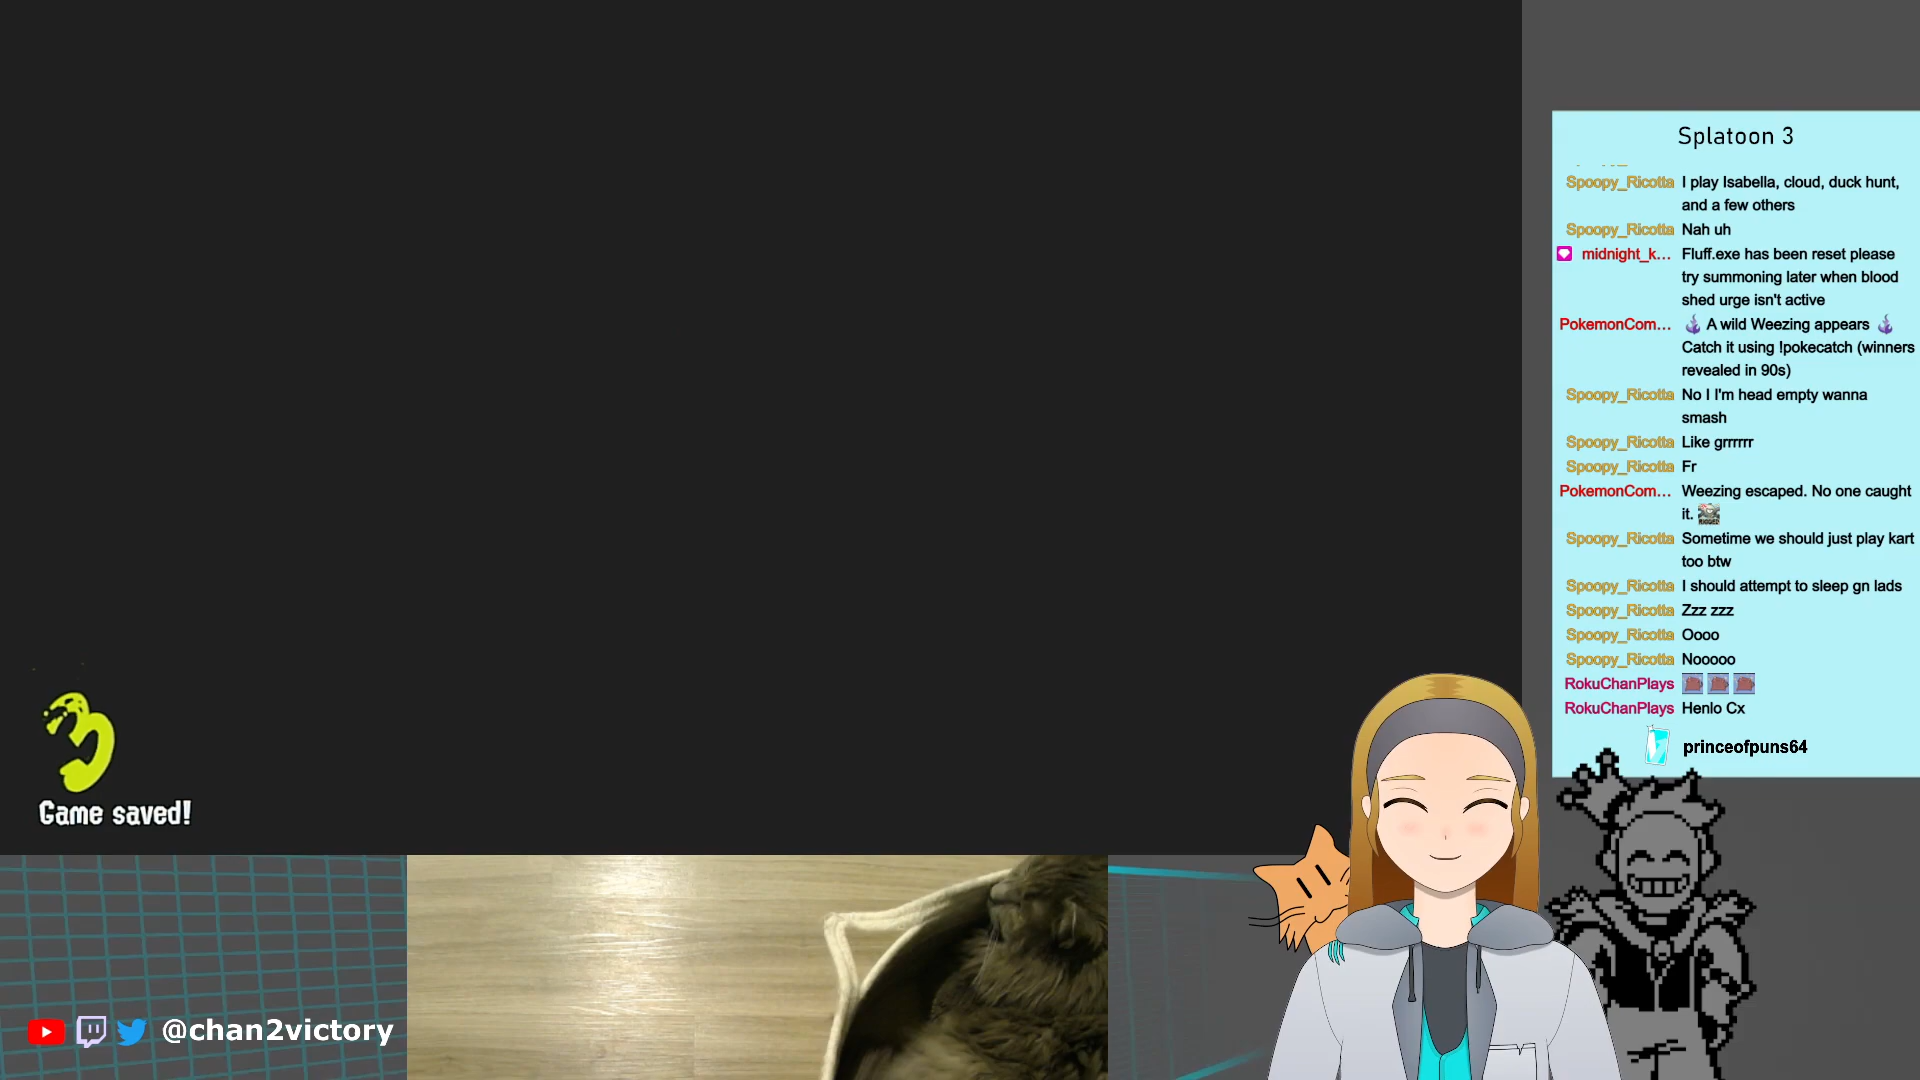 Splatoon 3
Spoopy_Ricotta I play Isabella, cloud, duck hunt,
and a few others
Spoopy_Ricotta Nah uh
midnight_k... Fluff.exe has been reset please
try summoning later when blood
shed urge isn't active
PokemonCom... A wild Weezing appears
Catch it using !pokecatch (winners
revealed in 90s)
Spoopy_Ricotta No I I'm head empty wanna
smash
Spoopy_Ricotta Like grrrrrr
Spoopy_Ricotta Fr
PokemonCom... Weezing escaped. No one caught
it.
Spoopy_Ricotta Sometime we should just play kart
too btw
Spoopy_Ricotta I should attempt to sleep gn lads
Spoopy_Ricotta Zzz zzz
Spoopy_Ricotta Oooo
Spoopy_Ricotta Nooooo
RokuChanPlays
RokuChanPlays Henlo Cx
princeofpuns64
3
Game saved!
@chan2victory